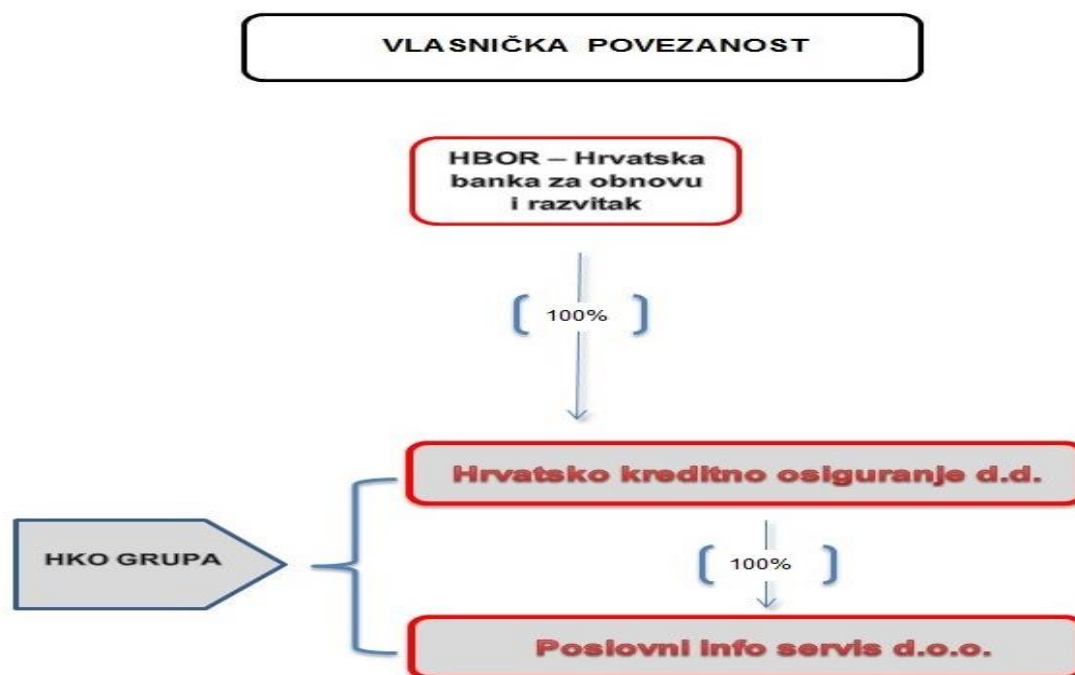 VLASNIČKA POVEZANOST
HBOR – Hrvatska
banka za obnovu
i razvitak
100%
Hrvatsko kreditno osiguranje d.d.
HKO GRUPA
100%
Poslovni info servis d.o.o.